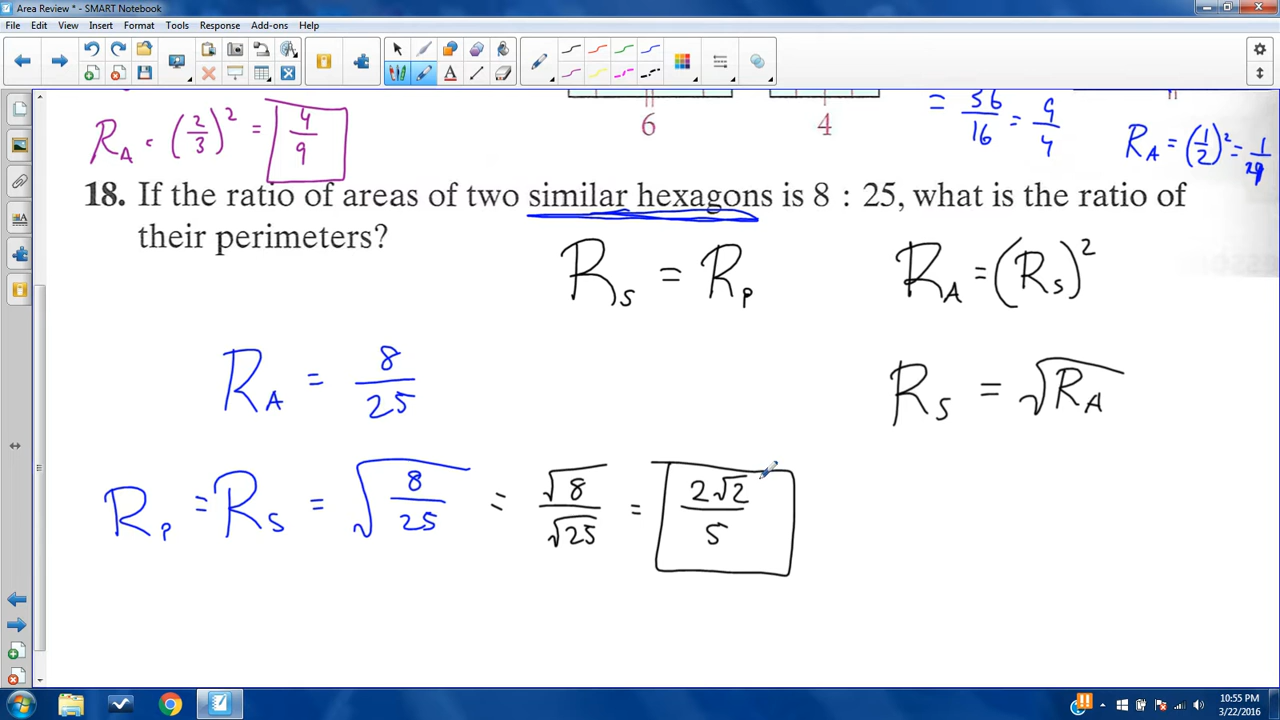 Area Review * - SMART Notebook
File Edit View Insert Format Tools Response Add-ons Help
R_A = (2/3)² = 4/9
6
4
= 36/16 = 9/4
R_A = (1/2)² = 1/
18. If the ratio of areas of two similar hexagons is 8 : 25, what is the ratio of
their perimeters?
R_S = R_P
R_A = (R_S)²
R_A = 8/25
R_S = √R_A
R_P = R_S = √(8/25) = √8/√25 = 2√2/5
10:55 PM
3/22/2016